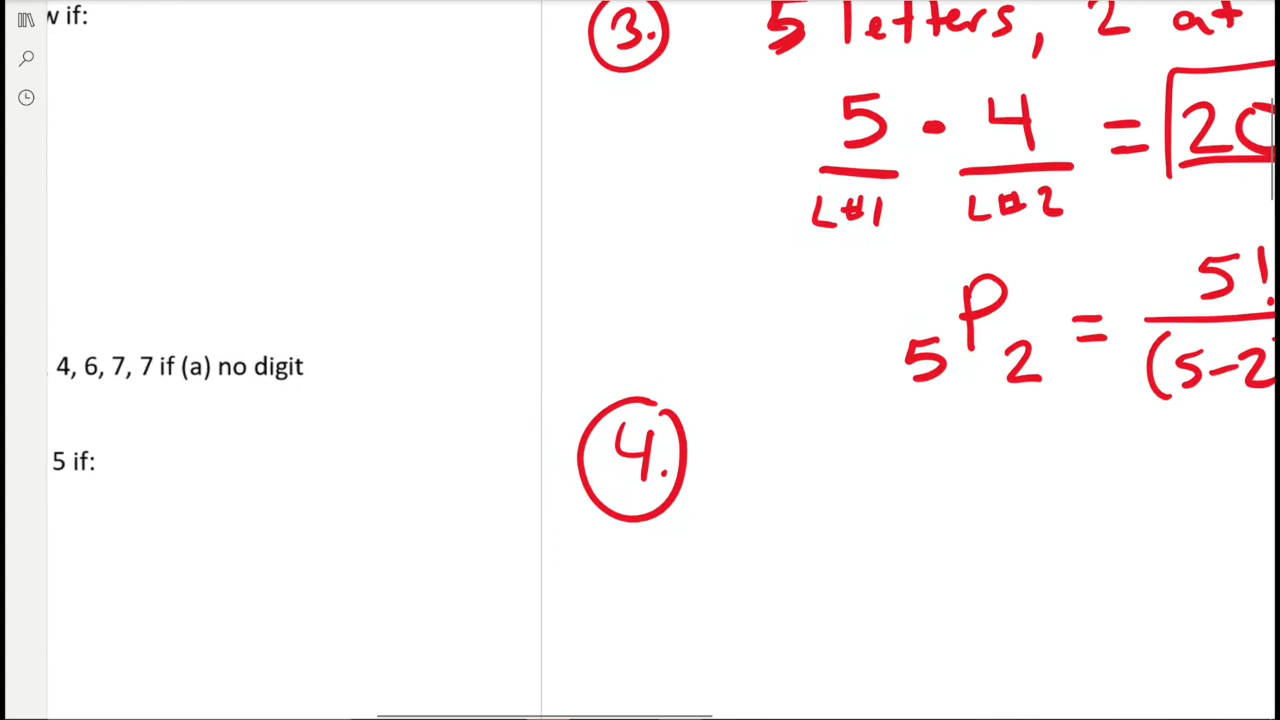 w if:
4, 6, 7, 7 if (a) no digit
5 if:
3. 5 letters, 2 at
5 · 4 = 20
L#1 L#2
5P2 = 5! / (5-2
4.